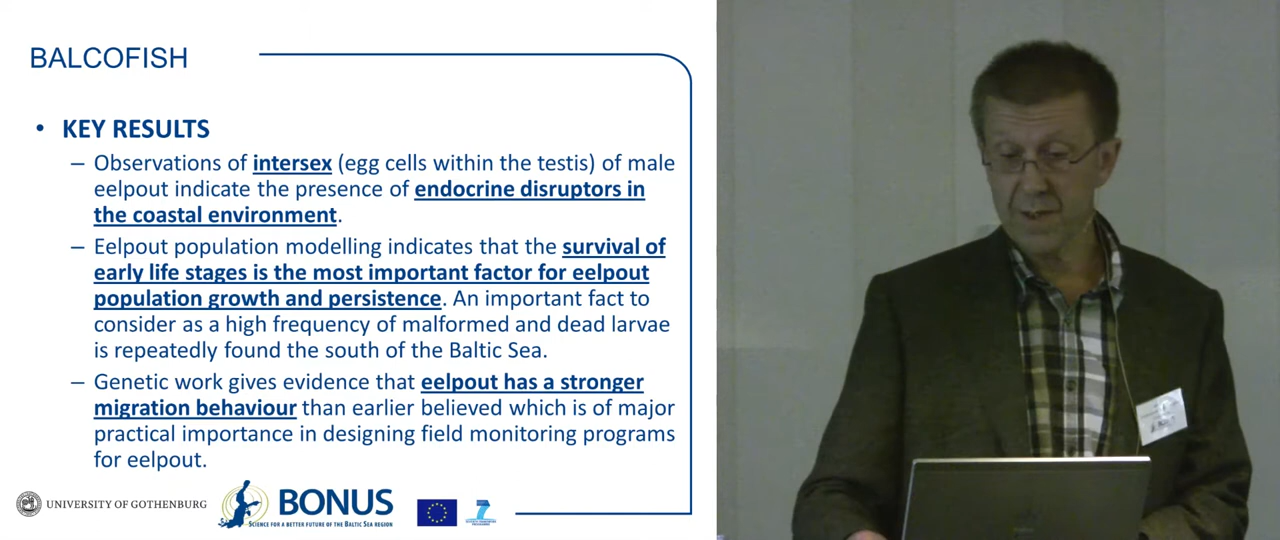 BALCOFISH
• KEY RESULTS
– Observations of intersex (egg cells within the testis) of male
eelpout indicate the presence of endocrine disruptors in
the coastal environment.
– Eelpout population modelling indicates that the survival of
early life stages is the most important factor for eelpout
population growth and persistence. An important fact to
consider as a high frequency of malformed and dead larvae
is repeatedly found the south of the Baltic Sea.
– Genetic work gives evidence that eelpout has a stronger
migration behaviour than earlier believed which is of major
practical importance in designing field monitoring programs
for eelpout.
UNIVERSITY OF GOTHENBURG
BONUS
SCIENCE FOR A BETTER FUTURE OF THE BALTIC SEA REGION
7